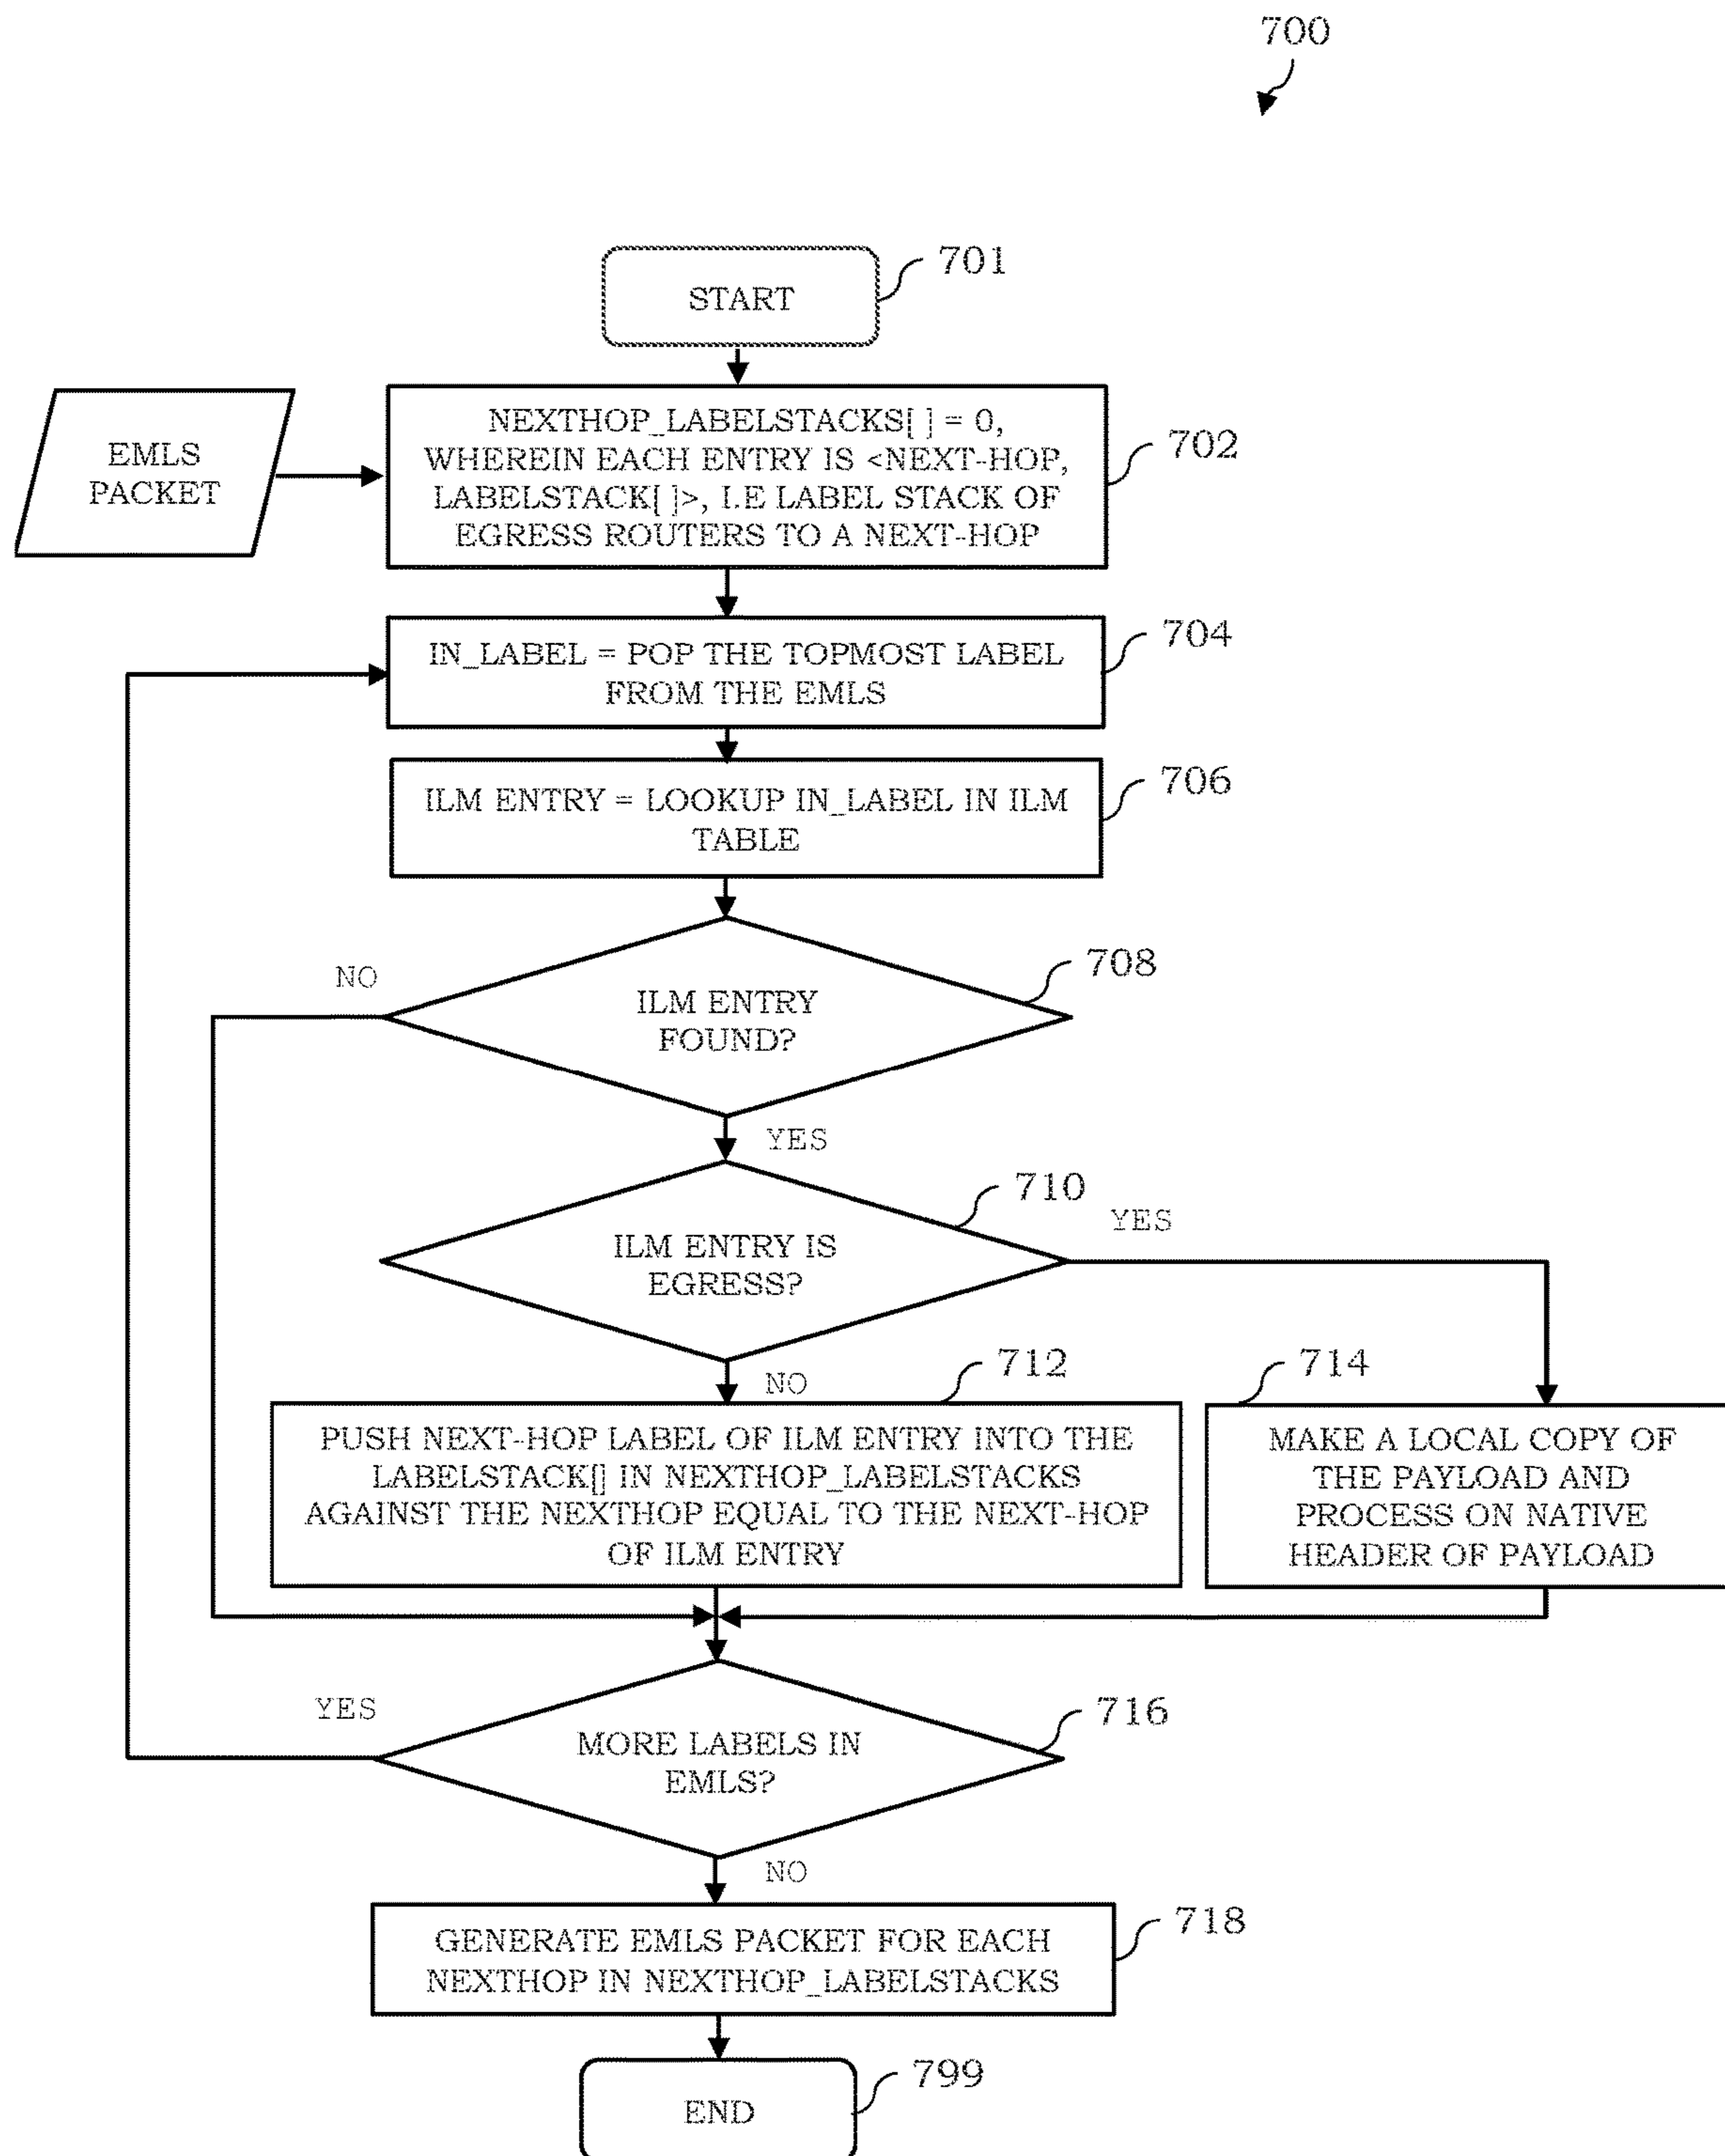 700
START
701
EMLS
PACKET
NEXTHOP_LABELSTACKS[ ] = 0,
WHEREIN EACH ENTRY IS <NEXT-HOP,
LABELSTACK[ ]>, I.E LABEL STACK OF
EGRESS ROUTERS TO A NEXT-HOP
702
IN_LABEL = POP THE TOPMOST LABEL
FROM THE EMLS
704
ILM ENTRY = LOOKUP IN_LABEL IN ILM
TABLE
706
NO
ILM ENTRY
FOUND?
708
YES
ILM ENTRY IS
EGRESS?
710
YES
NO
712
714
PUSH NEXT-HOP LABEL OF ILM ENTRY INTO THE
LABELSTACK[] IN NEXTHOP_LABELSTACKS
AGAINST THE NEXTHOP EQUAL TO THE NEXT-HOP
OF ILM ENTRY
MAKE A LOCAL COPY OF
THE PAYLOAD AND
PROCESS ON NATIVE
HEADER OF PAYLOAD
YES
MORE LABELS IN
EMLS?
716
NO
GENERATE EMLS PACKET FOR EACH
NEXTHOP IN NEXTHOP_LABELSTACKS
718
END
799